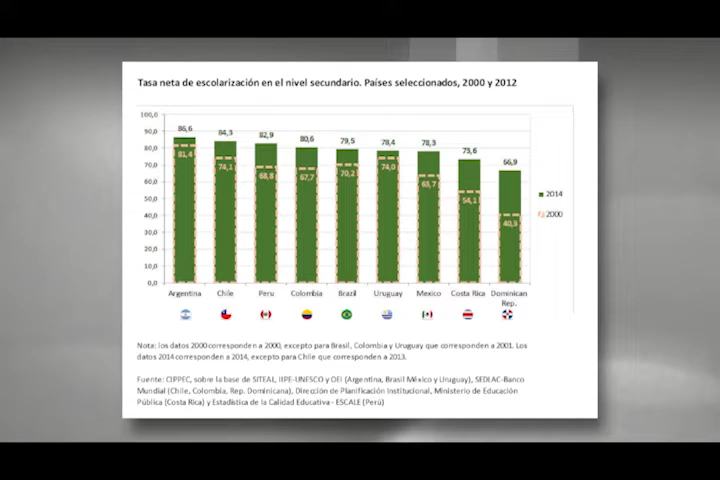 Tasa neta de escolarización en el nivel secundario. Países seleccionados, 2000 y 2012
100,0
90,0
80,0
70,0
60,0
50,0
40,0
30,0
20,0
10,0
0,0
86,6 84,3 82,9 80,6 79,5 78,4 78,3 73,6 66,9
81,4 74,1 68,8 67,7 70,2 74,0 63,7 54,1 40,3
2014
2000
Argentina Chile Peru Colombia Brazil Uruguay Mexico Costa Rica Dominican
Rep.
Nota: los datos 2000 corresponden a 2000, excepto para Brasil, Colombia y Uruguay que corresponden a 2001. Los
datos 2014 corresponden a 2014, excepto para Chile que corresponden a 2013.
Fuente: CIPPEC, sobre la base de SITEAL, IIPE-UNESCO y OEI (Argentina, Brasil México y Uruguay), SEDLAC-Banco
Mundial (Chile, Colombia, Rep. Dominicana), Dirección de Planificación Institucional, Ministerio de Educación
Pública (Costa Rica) y Estadística de la Calidad Educativa - ESCALE (Perú)